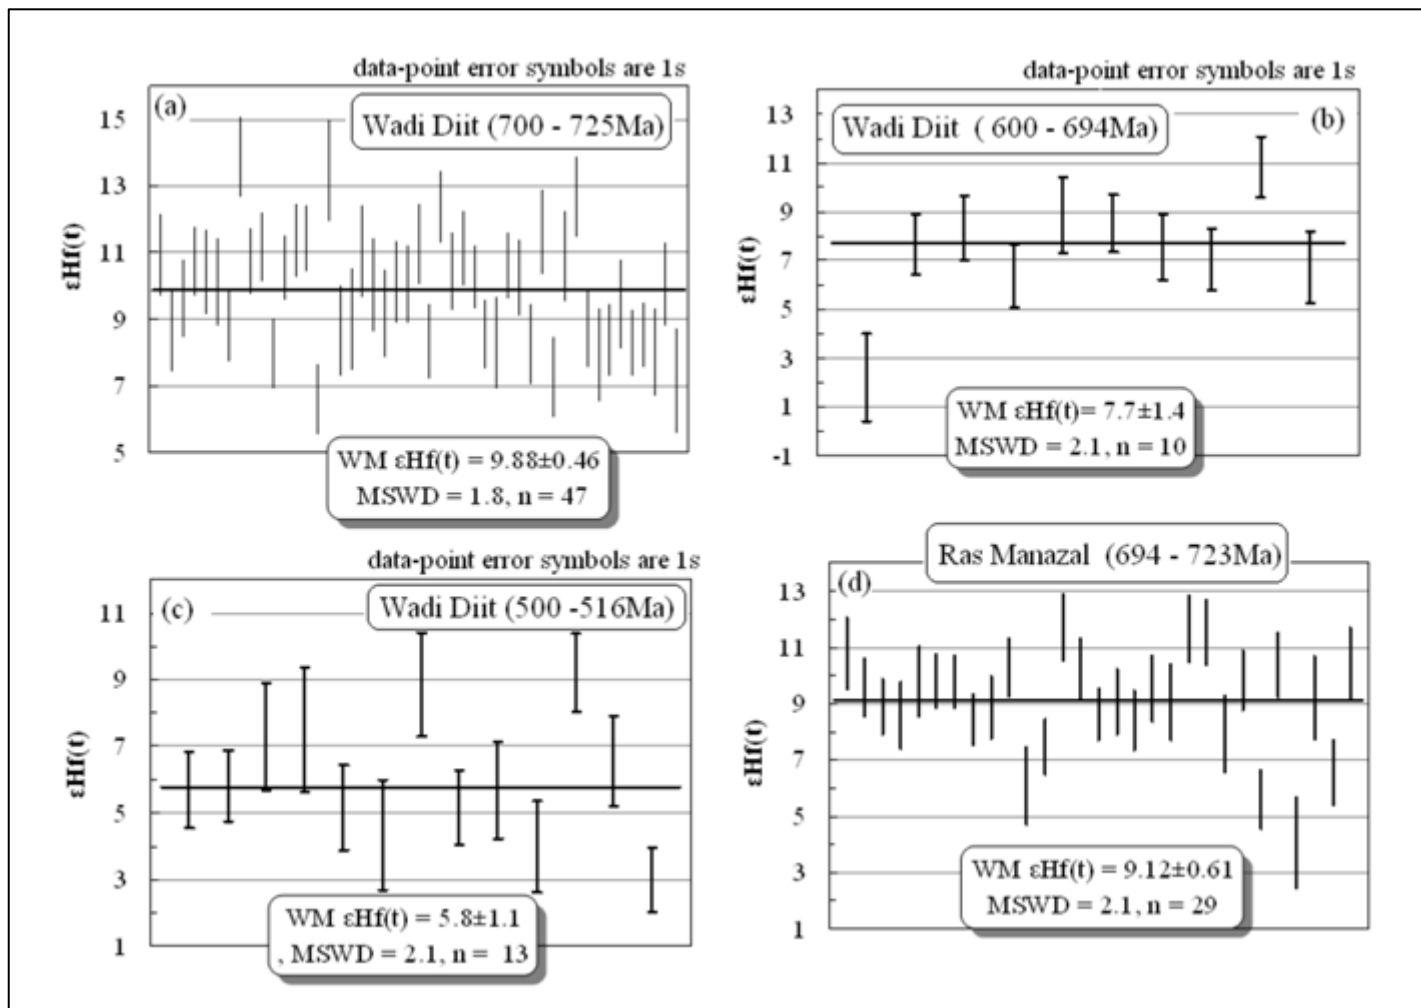 data-point error symbols are 1s
(a)
Wadi Diit (700 - 725Ma)
εHf(t)
15
13
11
9
7
5
WM εHf(t) = 9.88±0.46
MSWD = 1.8, n = 47
data-point error symbols are 1s
Wadi Diit ( 600 - 694Ma)
(b)
εHf(t)
13
11
9
7
5
3
1
-1
WM εHf(t)= 7.7±1.4
MSWD = 2.1, n = 10
data-point error symbols are 1s
(c)
Wadi Diit (500 -516Ma)
εHf(t)
11
9
7
5
3
1
WM εHf(t) = 5.8±1.1
, MSWD = 2.1, n = 13
Ras Manazal (694 - 723Ma)
(d)
εHf(t)
13
11
9
7
5
3
1
WM εHf(t) = 9.12±0.61
MSWD = 2.1, n = 29